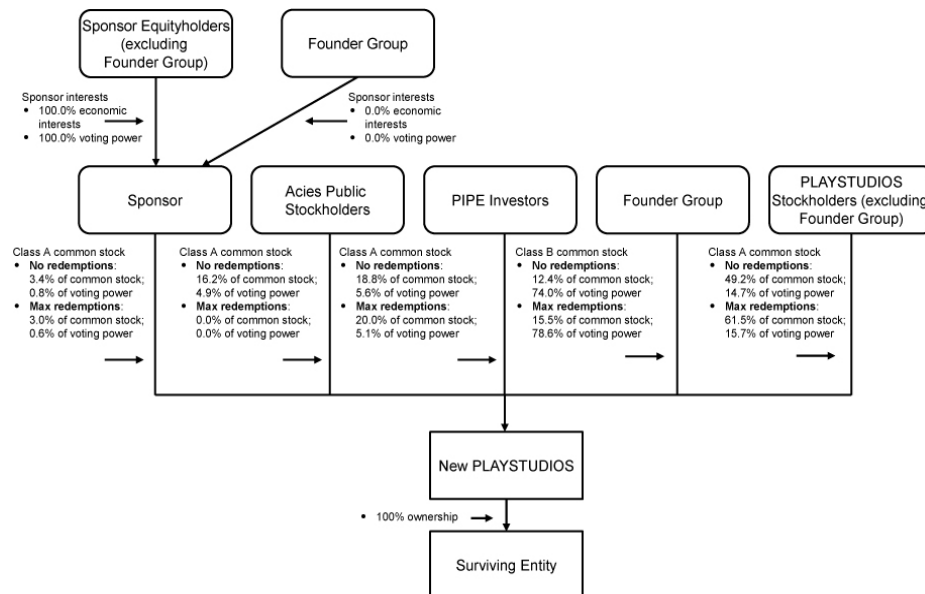 Sponsor Equityholders
(excluding
Founder Group)
Founder Group
Sponsor interests
• 100.0% economic
interests
• 100.0% voting power
Sponsor interests
• 0.0% economic
interests
• 0.0% voting power
Sponsor
Acies Public
Stockholders
PIPE Investors
Founder Group
PLAYSTUDIOS
Stockholders (excluding
Founder Group)
Class A common stock
• No redemptions:
3.4% of common stock;
0.8% of voting power
• Max redemptions:
3.0% of common stock;
0.6% of voting power
Class A common stock
• No redemptions:
16.2% of common stock;
4.9% of voting power
• Max redemptions:
0.0% of common stock;
0.0% of voting power
Class A common stock
• No redemptions:
18.8% of common stock;
5.6% of voting power
• Max redemptions:
20.0% of common stock;
5.1% of voting power
Class B common stock
• No redemptions:
12.4% of common stock;
74.0% of voting power
• Max redemptions:
15.5% of common stock;
78.6% of voting power
Class A common stock
• No redemptions:
49.2% of common stock;
14.7% of voting power
• Max redemptions:
61.5% of common stock;
15.7% of voting power
New PLAYSTUDIOS
• 100% ownership
Surviving Entity